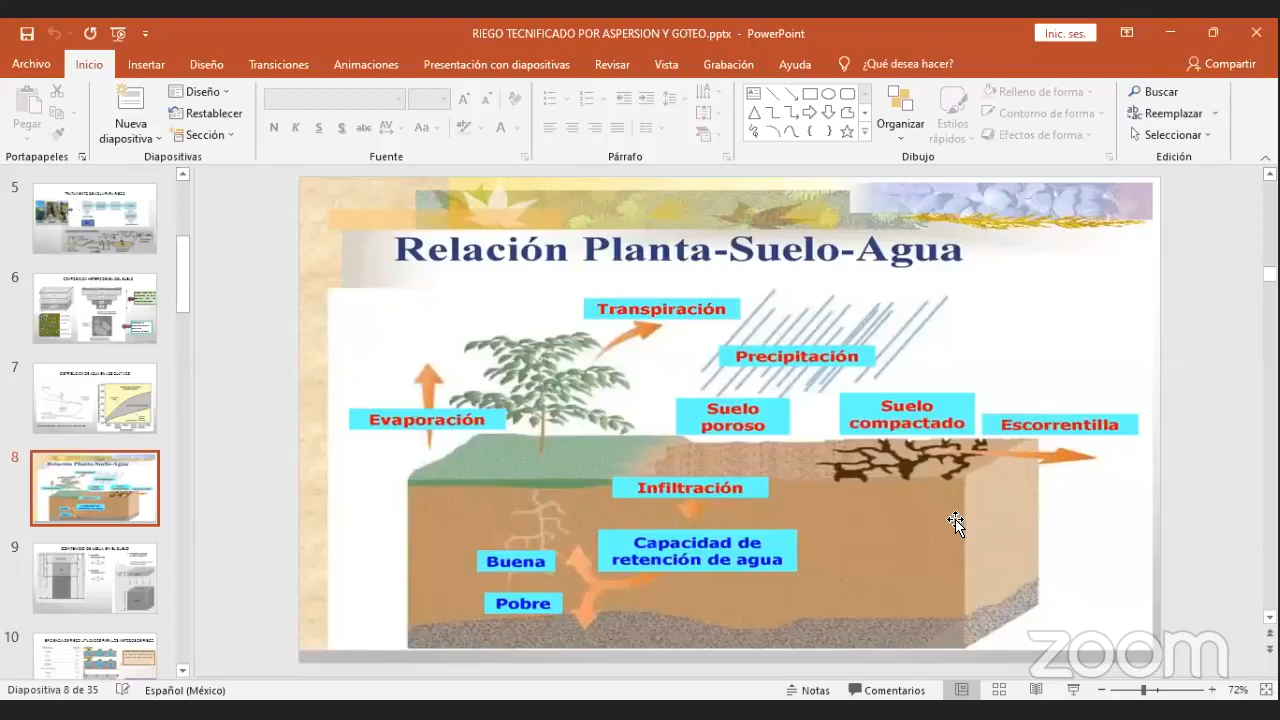 RIEGO TECNIFICADO POR ASPERSION Y GOTEO.pptx - PowerPoint
Inic. ses.
Archivo
Inicio
Insertar
Diseño
Transiciones
Animaciones
Presentación con diapositivas
Revisar
Vista
Grabación
Ayuda
¿Qué desea hacer?
Compartir
Pegar
Nueva
diapositiva
Diseño
Restablecer
Sección
N K S S abc AV Aa A
Organizar
Estilos
rápidos
Relleno de forma
Contorno de forma
Efectos de forma
Buscar
Reemplazar
Seleccionar
Portapapeles
Diapositivas
Fuente
Párrafo
Dibujo
Edición
5
6
7
8
9
10
Relación Planta-Suelo-Agua
Transpiración
Precipitación
Evaporación
Suelo
poroso
Suelo
compactado
Escorrentilla
Infiltración
Capacidad de
retención de agua
Buena
Pobre
zoom
Diapositiva 8 de 35
Español (México)
Notas
Comentarios
72%